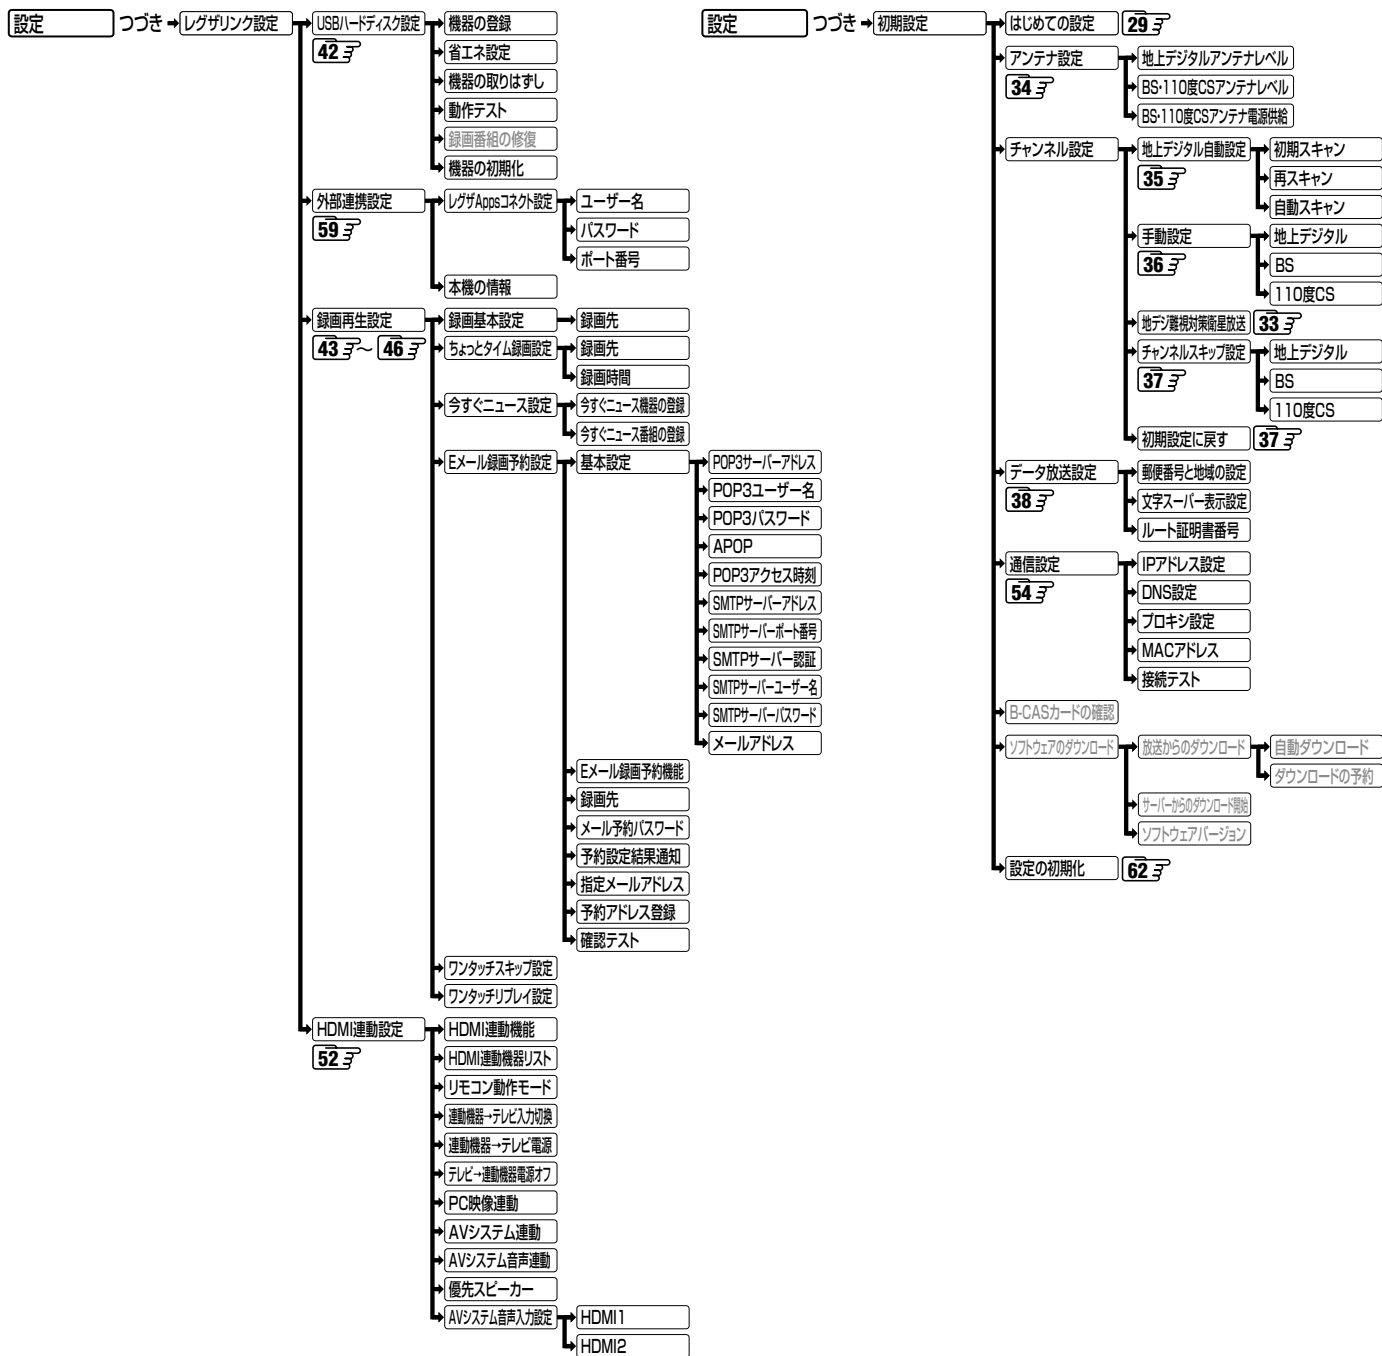 設定 つづき レグザリンク設定
USBハードディスク設定
42
機器の登録
省エネ設定
機器の取りはずし
動作テスト
録画番組の修復
機器の初期化
外部連携設定
59
レグザAppsコネクト設定
ユーザー名
パスワード
ポート番号
本機の情報
録画再生設定
43 ～ 46
録画基本設定
録画先
ちょっとタイム録画設定
録画先
録画時間
今すぐニュース設定
今すぐニュース機器の登録
今すぐニュース番組の登録
Eメール録画予約設定
基本設定
POP3サーバーアドレス
POP3ユーザー名
POP3パスワード
APOP
POP3アクセス時刻
SMTPサーバーアドレス
SMTPサーバーポート番号
SMTPサーバー認証
SMTPサーバーユーザー名
SMTPサーバーパスワード
メールアドレス
Eメール録画予約機能
録画先
メール予約パスワード
予約設定結果通知
指定メールアドレス
予約アドレス登録
確認テスト
ワンタッチスキップ設定
ワンタッチリプレイ設定
HDMI連動設定
52
HDMI連動機能
HDMI連動機器リスト
リモコン動作モード
連動機器→テレビ入力切換
連動機器→テレビ電源
テレビ→連動機器電源オフ
PC映像連動
AVシステム連動
AVシステム音声連動
優先スピーカー
AVシステム音声入力設定
HDMI1
HDMI2
設定 つづき 初期設定
はじめての設定 29
アンテナ設定
34
地上デジタルアンテナレベル
BS・110度CSアンテナレベル
BS・110度CSアンテナ電源供給
チャンネル設定
地上デジタル自動設定
35
初期スキャン
再スキャン
自動スキャン
手動設定
36
地上デジタル
BS
110度CS
地デジ難視対策衛星放送 33
チャンネルスキップ設定
37
地上デジタル
BS
110度CS
初期設定に戻す 37
データ放送設定
38
郵便番号と地域の設定
文字スーパー表示設定
ルート証明書番号
通信設定
54
IPアドレス設定
DNS設定
プロキシ設定
MACアドレス
接続テスト
B-CASカードの確認
ソフトウェアのダウンロード
放送からのダウンロード
自動ダウンロード
ダウンロードの予約
サーバーからのダウンロード開始
ソフトウェアバージョン
設定の初期化 62